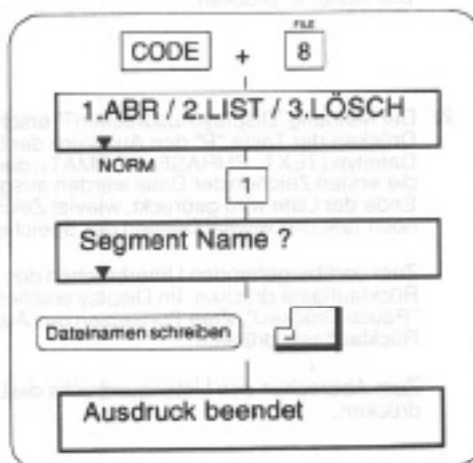 FILE
CODE + 8
1.ABR / 2.LIST / 3.LÖSCH
NORM
1
Segment Name ?
Dateinamen schreiben
Ausdruck beendet